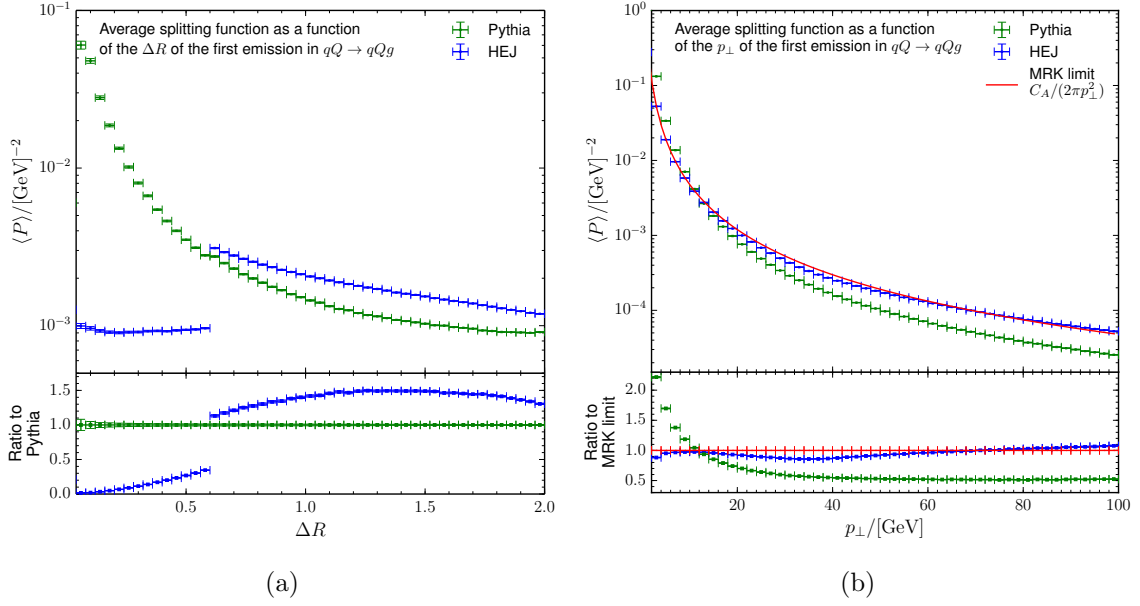 (a)
Average splitting function as a function
of the ΔR of the first emission in qQ → qQg
Pythia
HEJ
10⁻¹
10⁻²
10⁻³
⟨P⟩/[GeV]⁻²
1.5
1.0
0.5
0.0
Ratio to
Pythia
0.5 1.0 1.5 2.0
ΔR
(a)
(b)
Average splitting function as a function
of the p⊥ of the first emission in qQ → qQg
Pythia
HEJ
MRK limit
C_A/(2πp⊥²)
10⁰
10⁻¹
10⁻²
10⁻³
10⁻⁴
⟨P⟩/[GeV]⁻²
2.0
1.5
1.0
0.5
Ratio to
MRK limit
20 40 60 80 100
p⊥/[GeV]
(b)